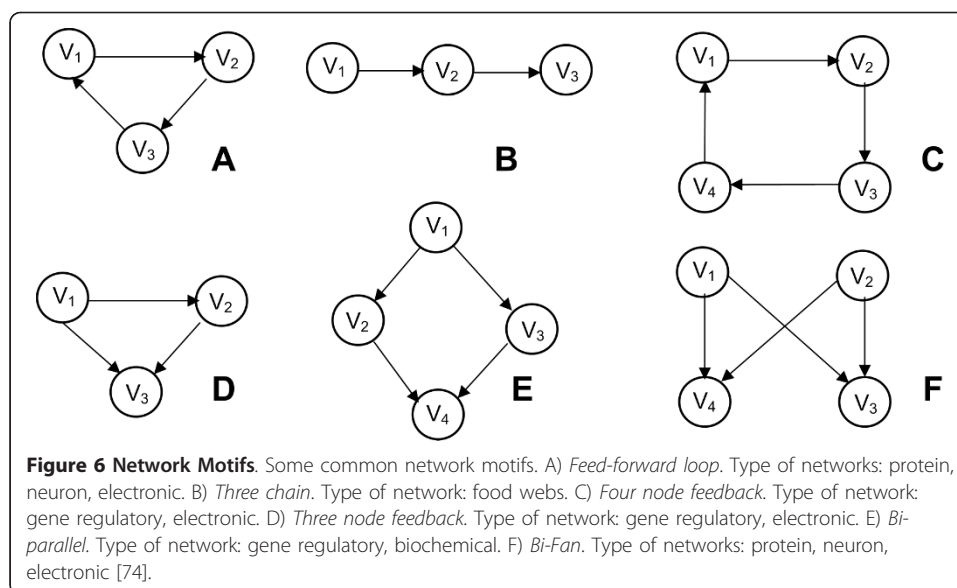 V1 V2
V3
A
V1 V2 V3
B
V1 V2
V4 V3
C
V1 V2
V3
D
V1
V2 V3
V4
E
V1 V2
V4 V3
F
Figure 6 Network Motifs. Some common network motifs. A) Feed-forward loop. Type of networks: protein,
neuron, electronic. B) Three chain. Type of network: food webs. C) Four node feedback. Type of network:
gene regulatory, electronic. D) Three node feedback. Type of network: gene regulatory, electronic. E) Bi-
parallel. Type of network: gene regulatory, biochemical. F) Bi-Fan. Type of networks: protein, neuron,
electronic [74].